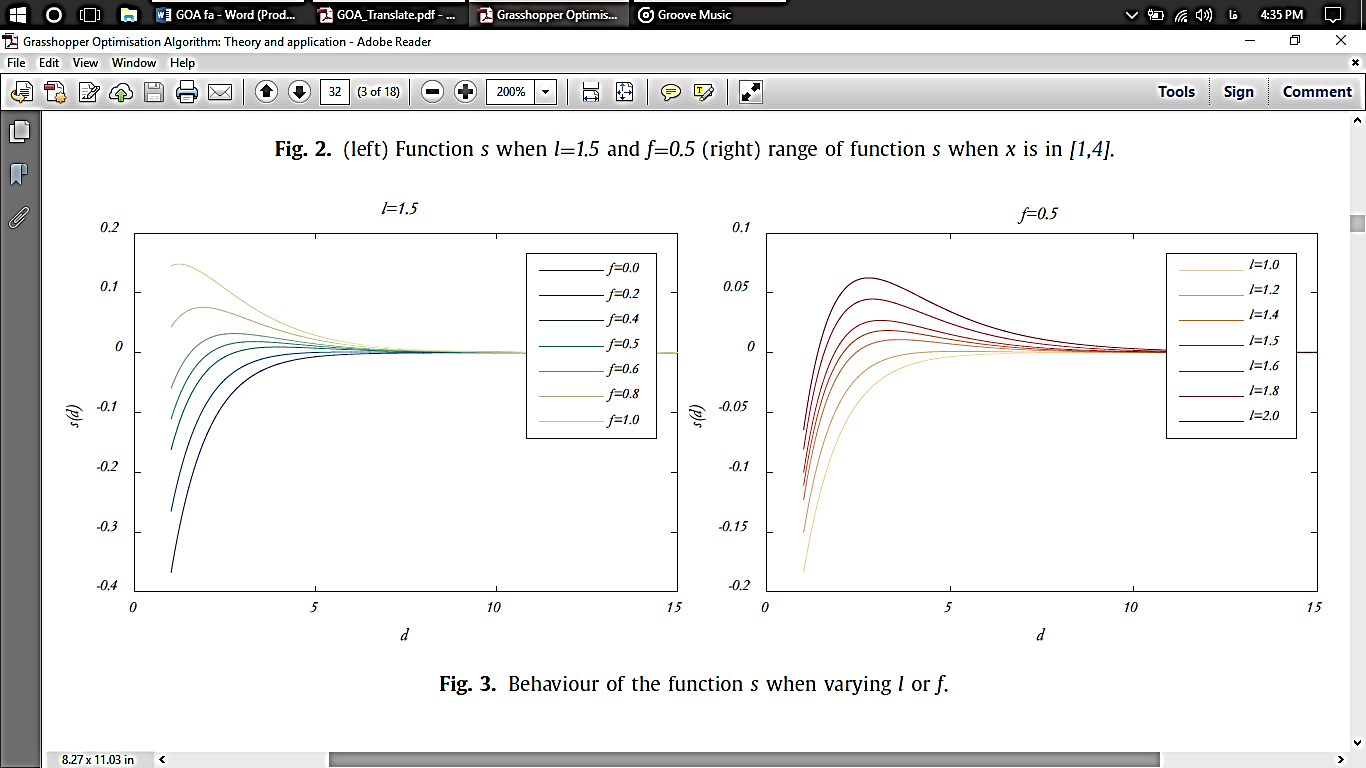 GOA fa - Word (Prod...
GOA_Translate.pdf - ...
Grasshopper Optimis...
Groove Music
فا
4:35 PM
Grasshopper Optimisation Algorithm: Theory and application - Adobe Reader
File Edit View Window Help
32 (3 of 18) 200% Tools Sign Comment
Fig. 2. (left) Function s when l=1.5 and f=0.5 (right) range of function s when x is in [1,4].
l=1.5
0.2
0.1
0
-0.1
-0.2
-0.3
-0.4
s(d)
0 5 10 15
d
f=0.0
f=0.2
f=0.4
f=0.5
f=0.6
f=0.8
f=1.0
f=0.5
0.1
0.05
0
-0.05
-0.1
-0.15
-0.2
s(d)
0 5 10 15
d
l=1.0
l=1.2
l=1.4
l=1.5
l=1.6
l=1.8
l=2.0
Fig. 3. Behaviour of the function s when varying l or f.
8.27 x 11.03 in